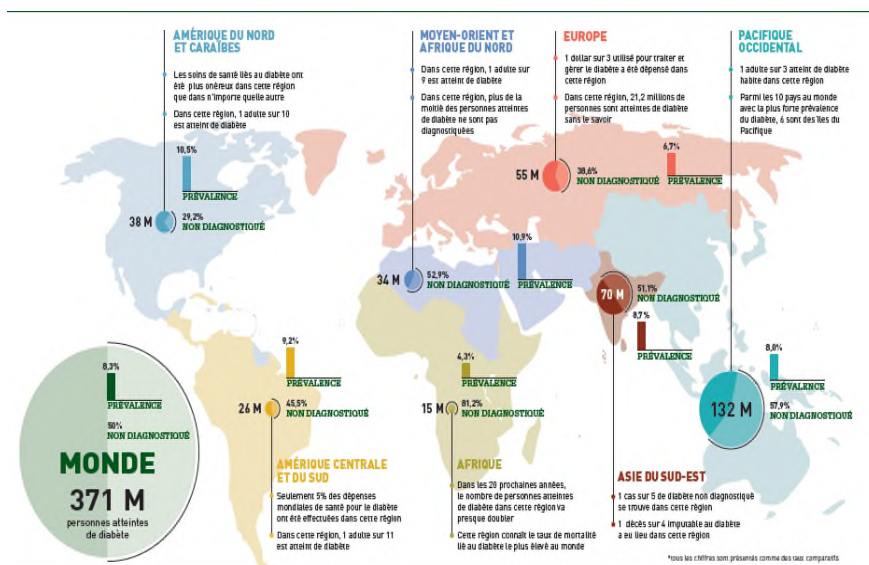 AMÉRIQUE DU NORD
ET CARAÏBES
Les soins de santé liés au diabète ont
été plus onéreux dans cette région
que dans n'importe quelle autre
Dans cette région, 1 adulte sur 10
est atteint de diabète
10,5%
PRÉVALENCE
38 M
29,2%
NON DIAGNOSTIQUÉ
MOYEN-ORIENT ET
AFRIQUE DU NORD
Dans cette région, 1 adulte sur
9 est atteint de diabète
Dans cette région, plus de la
moitié des personnes atteintes
de diabète ne sont pas
diagnostiquées
10,9%
PRÉVALENCE
34 M
52,9%
NON DIAGNOSTIQUÉ
EUROPE
1 dollar sur 3 utilisé pour traiter et
gérer le diabète a été dépensé dans
cette région
Dans cette région, 21,2 millions de
personnes sont atteintes de diabète
sans le savoir
6,7%
PRÉVALENCE
55 M
38,6%
NON DIAGNOSTIQUÉ
PACIFIQUE
OCCIDENTAL
1 adulte sur 3 atteint de diabète
habite dans cette région
Parmi les 10 pays au monde
avec la plus forte prévalence
du diabète, 6 sont des îles du
Pacifique
8,0%
PRÉVALENCE
132 M
57,9%
NON DIAGNOSTIQUÉ
70 M
51,1%
NON DIAGNOSTIQUÉ
8,7%
PRÉVALENCE
ASIE DU SUD-EST
1 cas sur 5 de diabète non diagnostiqué
se trouve dans cette région
1 décès sur 4 imputable au diabète
a eu lieu dans cette région
9,2%
PRÉVALENCE
26 M
45,5%
NON DIAGNOSTIQUÉ
AMÉRIQUE CENTRALE
ET DU SUD
Seulement 5% des dépenses
mondiales de santé pour le diabète
ont été effectuées dans cette région
Dans cette région, 1 adulte sur 11
est atteint de diabète
4,3%
PRÉVALENCE
15 M
81,2%
NON DIAGNOSTIQUÉ
AFRIQUE
Dans les 20 prochaines années,
le nombre de personnes atteintes
de diabète dans cette région va
presque doubler
Cette région connaît le taux de mortalité
lié au diabète le plus élevé au monde
8,3%
PRÉVALENCE
50%
NON DIAGNOSTIQUÉ
MONDE
371 M
personnes atteintes
de diabète
*tous les chiffres sont présentés comme des taux comparatifs